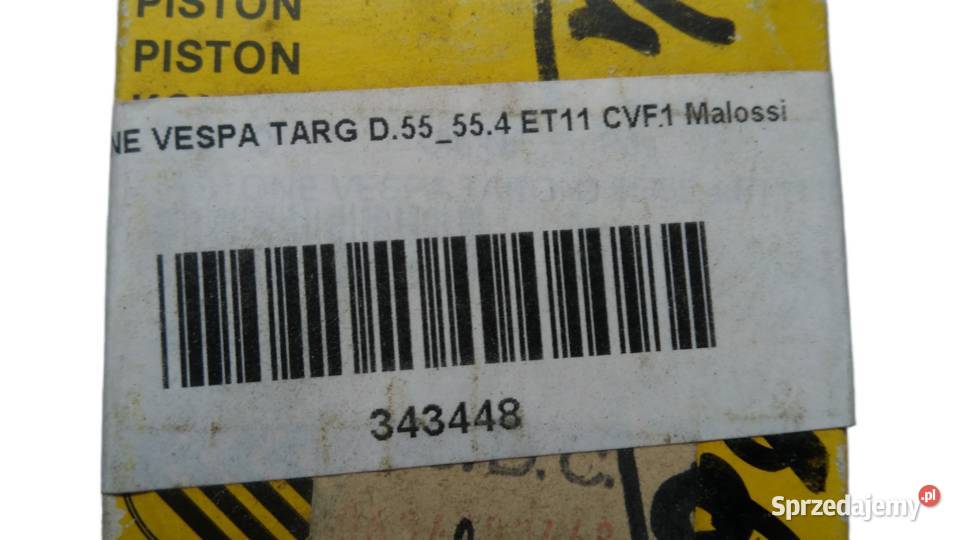 PISTON
PISTON
NE VESPA TARG D.55_55.4 ET11 CVF.1 Malossi
343448
D.C.
Sprzedajemy.pl